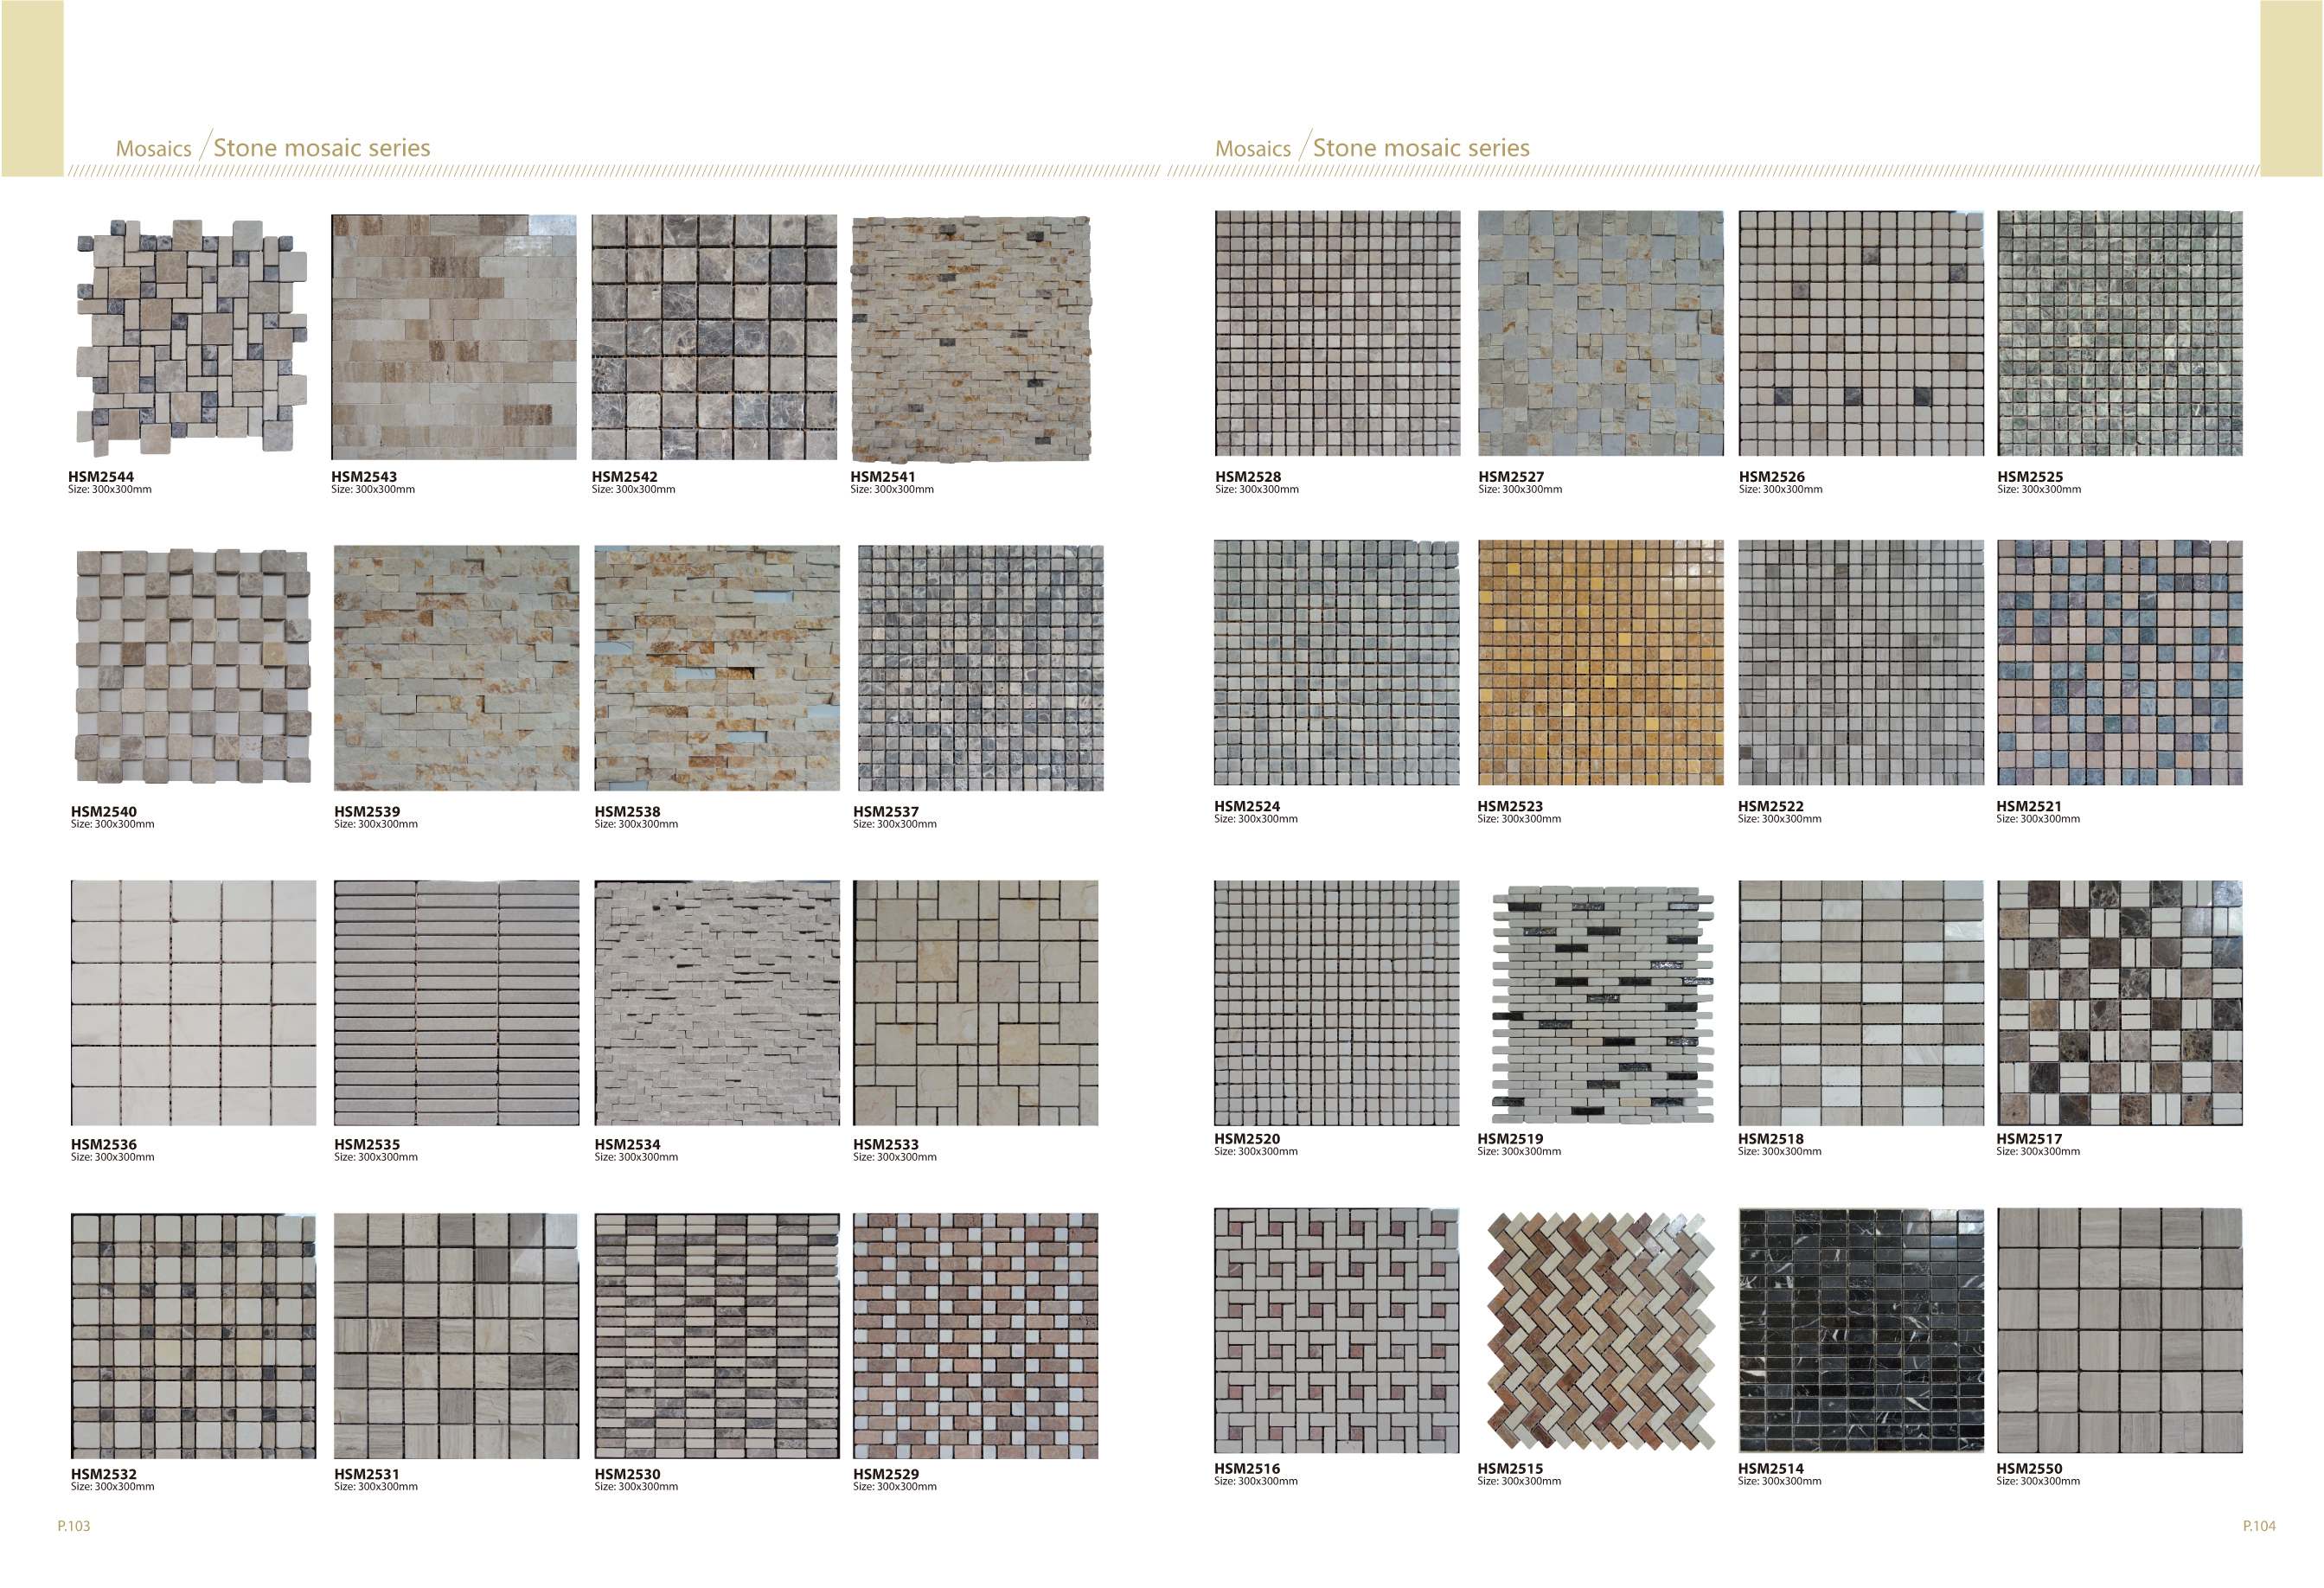 Mosaics / Stone mosaic series
HSM2544
Size: 300x300mm
HSM2543
Size: 300x300mm
HSM2542
Size: 300x300mm
HSM2541
Size: 300x300mm
HSM2540
Size: 300x300mm
HSM2539
Size: 300x300mm
HSM2538
Size: 300x300mm
HSM2537
Size: 300x300mm
HSM2536
Size: 300x300mm
HSM2535
Size: 300x300mm
HSM2534
Size: 300x300mm
HSM2533
Size: 300x300mm
HSM2532
Size: 300x300mm
HSM2531
Size: 300x300mm
HSM2530
Size: 300x300mm
HSM2529
Size: 300x300mm
P.103
Mosaics / Stone mosaic series
HSM2528
Size: 300x300mm
HSM2527
Size: 300x300mm
HSM2526
Size: 300x300mm
HSM2525
Size: 300x300mm
HSM2524
Size: 300x300mm
HSM2523
Size: 300x300mm
HSM2522
Size: 300x300mm
HSM2521
Size: 300x300mm
HSM2520
Size: 300x300mm
HSM2519
Size: 300x300mm
HSM2518
Size: 300x300mm
HSM2517
Size: 300x300mm
HSM2516
Size: 300x300mm
HSM2515
Size: 300x300mm
HSM2514
Size: 300x300mm
HSM2550
Size: 300x300mm
P.104